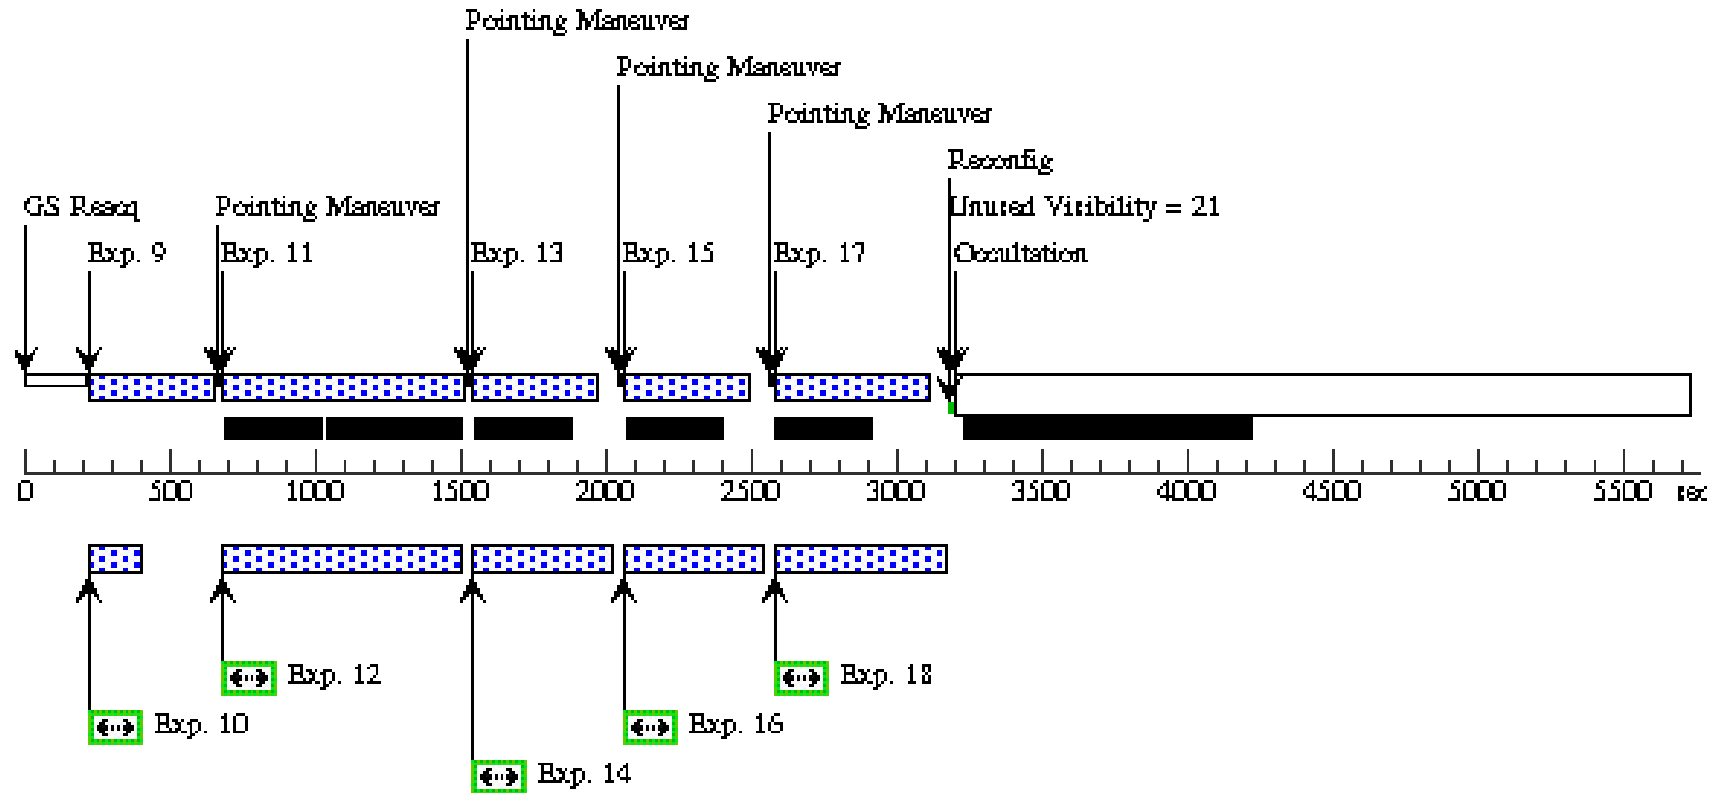 Pointing Maneuver
Pointing Maneuver
Pointing Maneuver
Reconfig
GS Reacq
Pointing Maneuver
Unused Visibility = 21
Exp. 9
Exp. 11
Exp. 13
Exp. 15
Exp. 17
Occultation
0 500 1000 1500 2000 2500 3000 3500 4000 4500 5000 5500 sec
Exp. 12
Exp. 18
Exp. 10
Exp. 16
Exp. 14